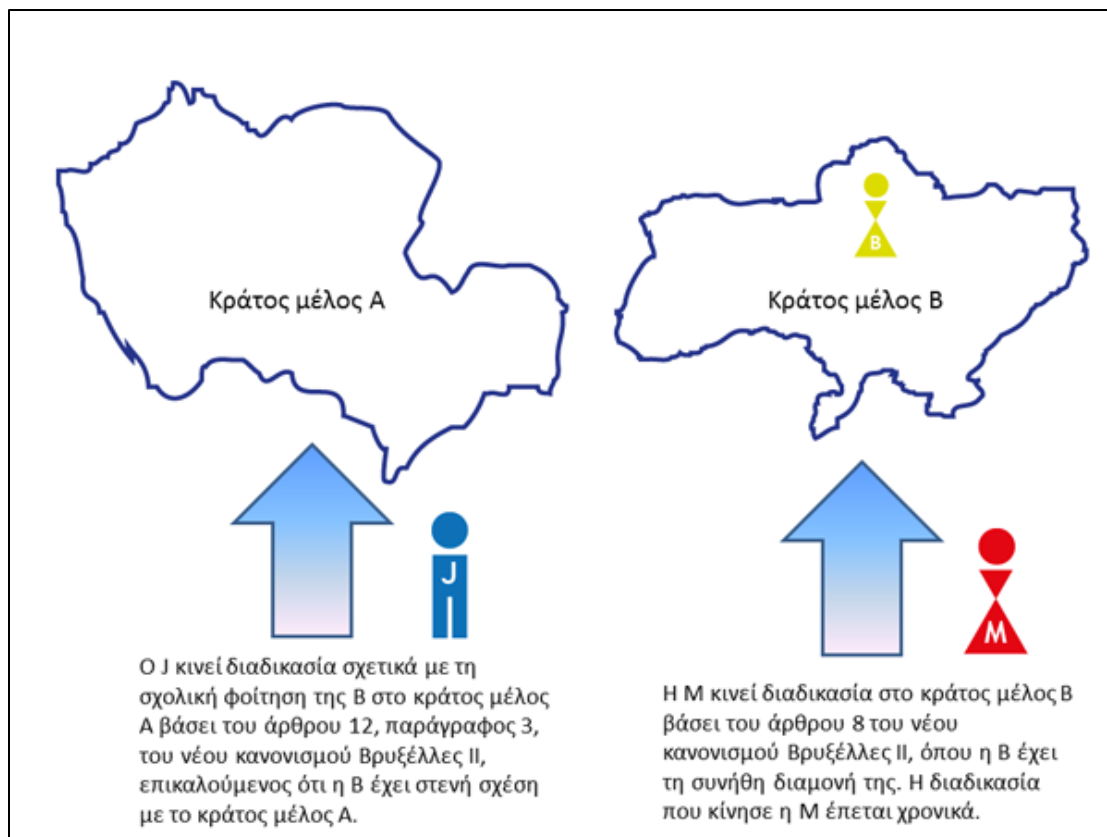 Κράτος μέλος Α
Κράτος μέλος Β
B
J
M
Ο J κινεί διαδικασία σχετικά με τη
σχολική φοίτηση της Β στο κράτος μέλος
Α βάσει του άρθρου 12, παράγραφος 3,
του νέου κανονισμού Βρυξέλλες ΙΙ,
επικαλούμενος ότι η Β έχει στενή σχέση
με το κράτος μέλος Α.
Η Μ κινεί διαδικασία στο κράτος μέλος Β
βάσει του άρθρου 8 του νέου
κανονισμού Βρυξέλλες ΙΙ, όπου η Β έχει
τη συνήθη διαμονή της. Η διαδικασία
που κίνησε η Μ έπεται χρονικά.